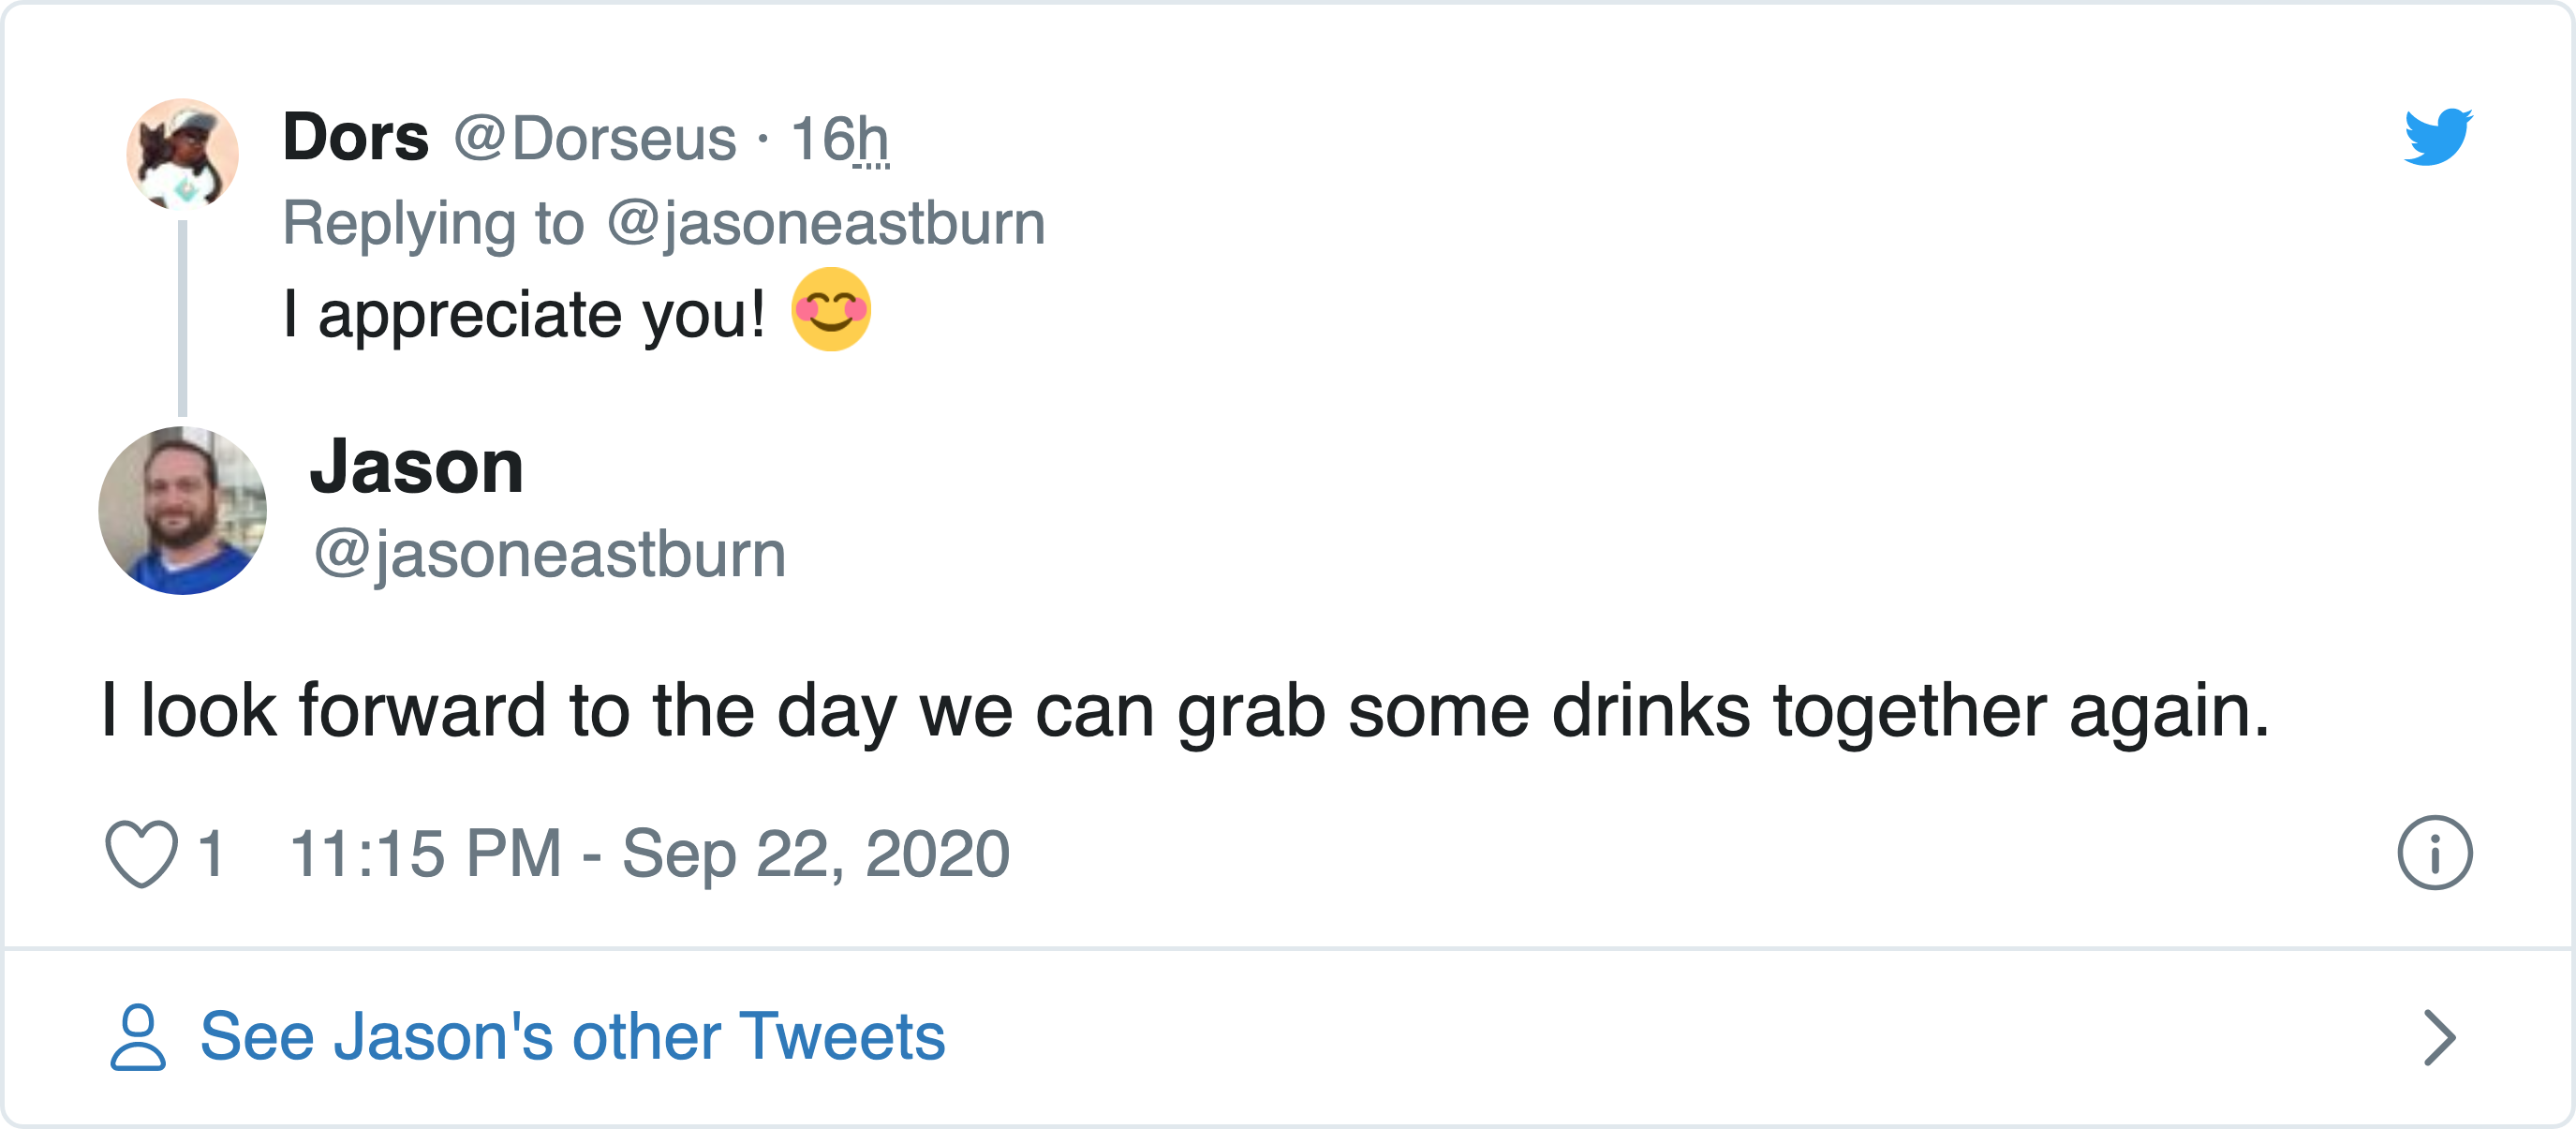 Dors @Dorseus · 16h
Replying to @jasoneastburn
I appreciate you! 😊
Jason
@jasoneastburn
I look forward to the day we can grab some drinks together again.
1 11:15 PM - Sep 22, 2020
See Jason's other Tweets